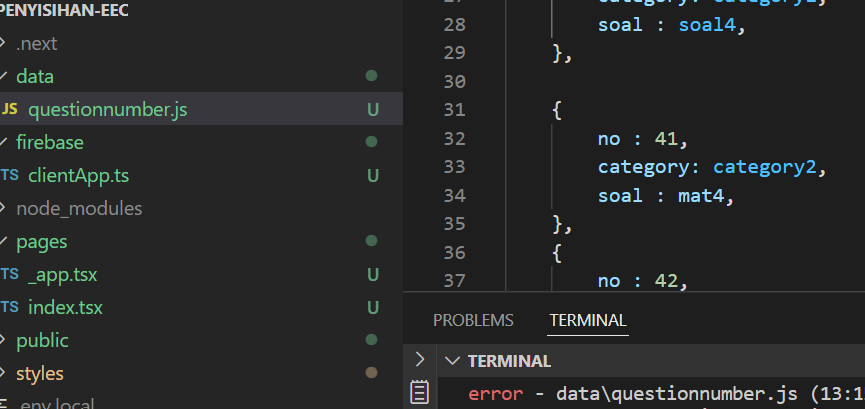 PENYISIHAN-EEC
.next
data
JS questionnumber.js U
firebase
TS clientApp.ts U
node_modules
pages
TS _app.tsx U
TS index.tsx U
public
styles
.env.local
27 category: category2,
28 soal : soal4,
29 },
30
31 {
32 no : 41,
33 category: category2,
34 soal : mat4,
35 },
36 {
37 no : 42,
PROBLEMS TERMINAL
TERMINAL
error - data\questionnumber.js (13:1